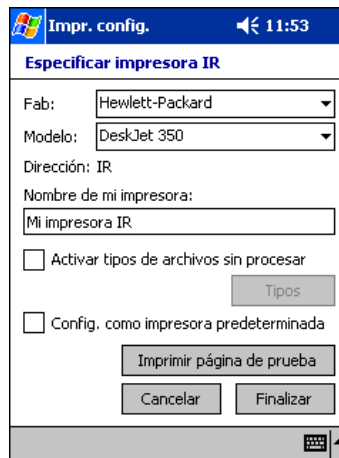 Impr. config. 11:53
Especificar impresora IR
Fab: Hewlett-Packard
Modelo: DeskJet 350
Dirección: IR
Nombre de mi impresora:
Mi impresora IR
Activar tipos de archivos sin procesar
Tipos
Config. como impresora predeterminada
Imprimir página de prueba
Cancelar Finalizar